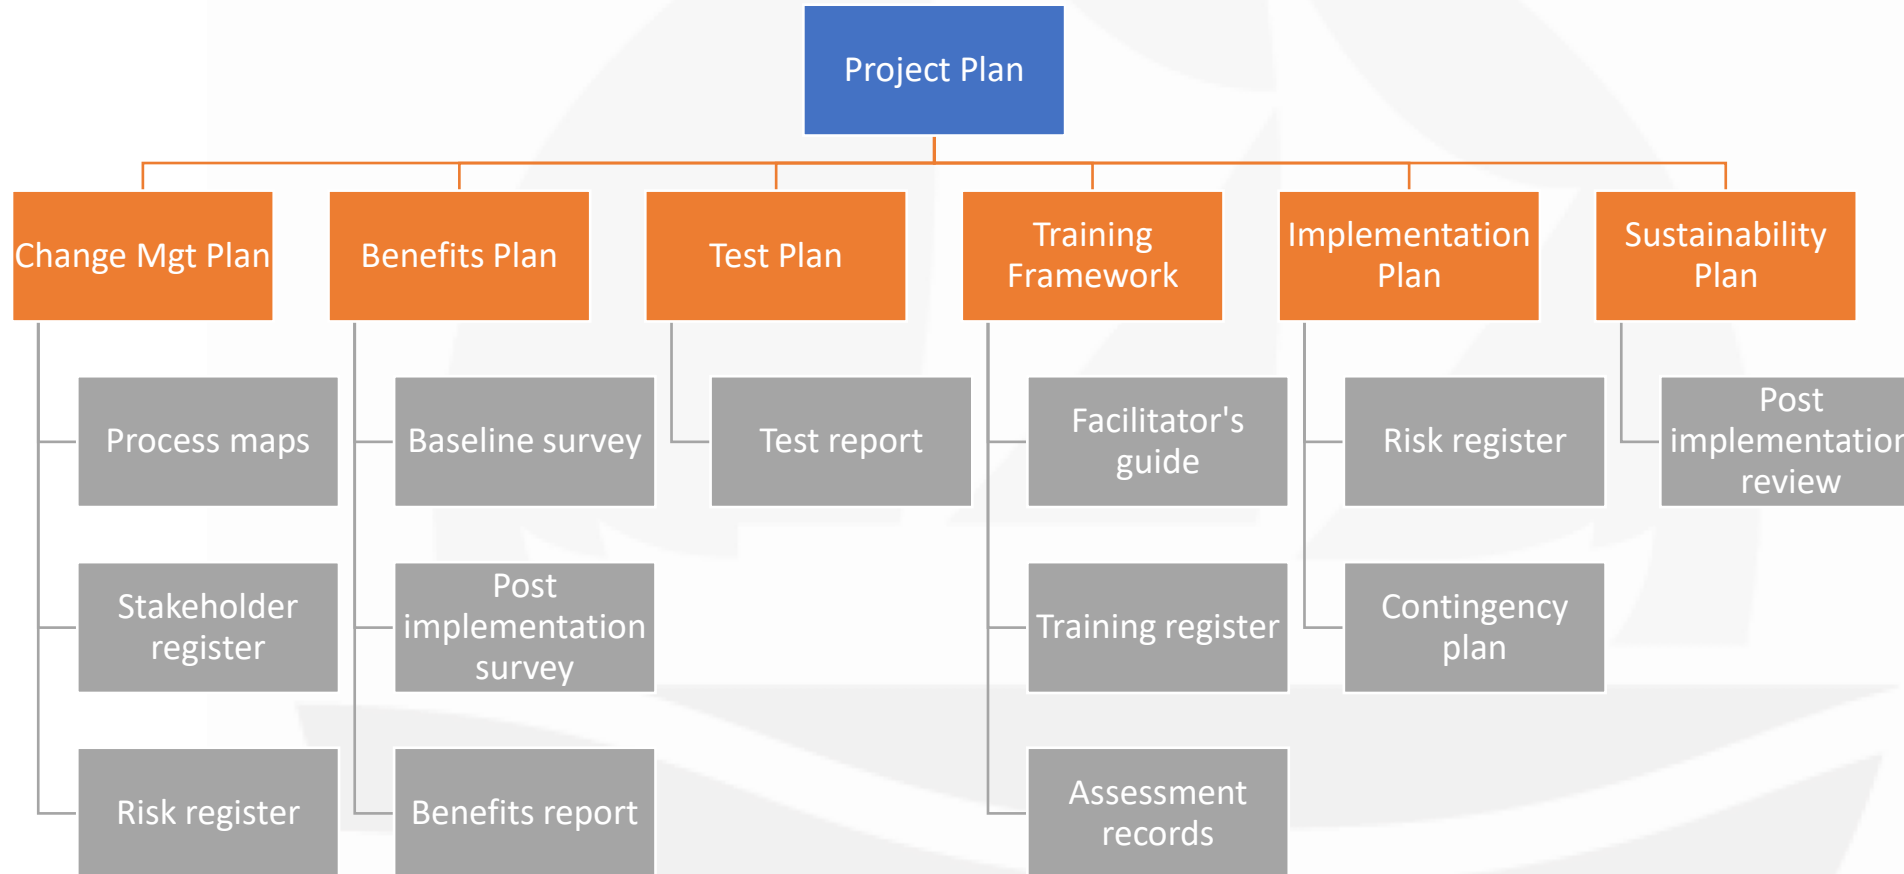 Project Plan
Change Mgt Plan
Benefits Plan
Test Plan
Training
Framework
Implementation
Plan
Sustainability
Plan
Process maps
Baseline survey
Test report
Facilitator's
guide
Risk register
Post
implementation
review
Stakeholder
register
Post
implementation
survey
Training register
Contingency
plan
Risk register
Benefits report
Assessment
records